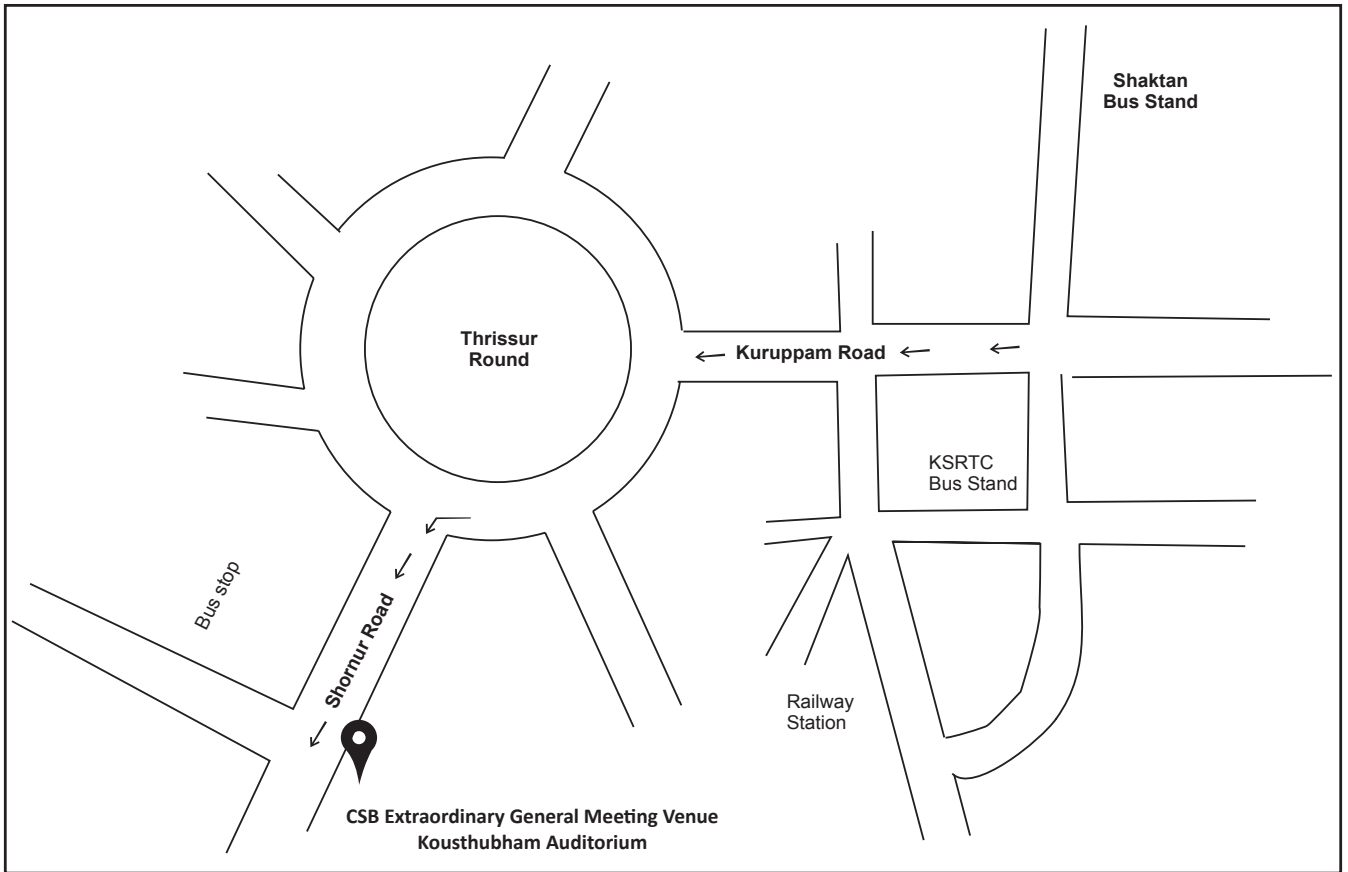 Shaktan
Bus Stand
Thrissur
Round
Kuruppam Road
KSRTC
Bus Stand
Bus stop
Shornur Road
Railway
Station
CSB Extraordinary General Meeting Venue
Kousthubham Auditorium